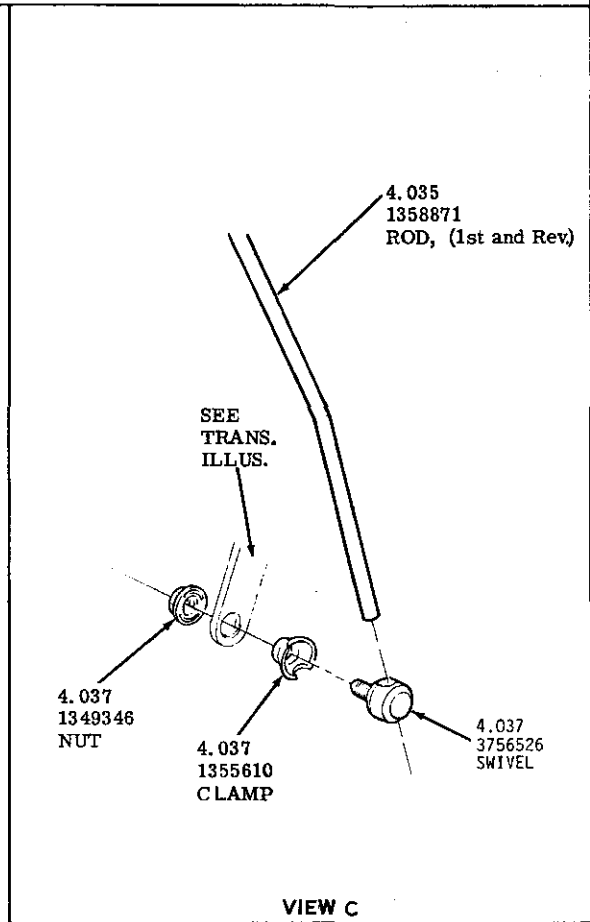 4.035
1358871
ROD, (1st and Rev.)
SEE
TRANS.
ILLUS.
4.037
1349346
NUT
4.037
1355610
CLAMP
4.037
3756526
SWIVEL
VIEW C